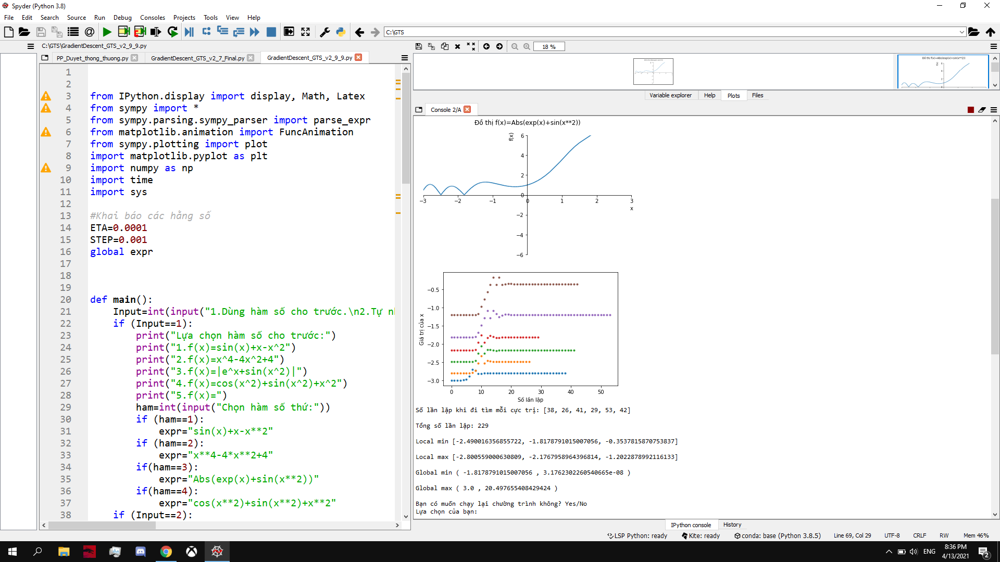 Spyder (Python 3.8)
File Edit Search Source Run Debug Consoles Projects Tools View Help
C:\GTS
C:\GTS\GradientDescent_GTS_v2_9_9.py
PP_Duyet_thong_thuong.py GradientDescent_GTS_v2_7_Final.py GradientDescent_GTS_v2_9_9.py
1
2
3 from IPython.display import display, Math, Latex
4 from sympy import *
5 from sympy.parsing.sympy_parser import parse_expr
6 from matplotlib.animation import FuncAnimation
7 from sympy.plotting import plot
8 import matplotlib.pyplot as plt
9 import numpy as np
10 import time
11 import sys
12
13 #Khai báo các hằng số
14 ETA=0.0001
15 STEP=0.001
16 global expr
17
18
19
20 def main():
21 Input=int(input("1.Dùng hàm số cho trước.\n2.Tự
22 if (Input==1):
23 print("Lựa chọn hàm số cho trước:")
24 print("1.f(x)=sin(x)+x-x^2")
25 print("2.f(x)=x^4-4x^2+4")
26 print("3.f(x)=|e^x+sin(x^2)|")
27 print("4.f(x)=cos(x^2)+sin(x^2)+x^2")
28 print("5.f(x)=")
29 ham=int(input("Chọn hàm số thứ:"))
30 if (ham==1):
31 expr="sin(x)+x-x**2"
32 if (ham==2):
33 expr="x**4-4*x**2+4"
34 if(ham==3):
35 expr="Abs(exp(x)+sin(x**2))"
36 if(ham==4):
37 expr="cos(x**2)+sin(x**2)+x**2"
38 if (Input==2):
18 %
Đồ thị f(x)=Abs(exp(x)+sin(x**2))
Variable explorer Help Plots Files
Console 2/A
Đồ thị f(x)=Abs(exp(x)+sin(x**2))
f(x)
6
4
2
0
−3 −2 −1 0 1 2 3
x
−2
−4
−6
Giá trị của x
−0.5
−1.0
−1.5
−2.0
−2.5
−3.0
0 10 20 30 40 50
Số lần lặp
Số lần lặp khi đi tìm mỗi cực trị: [38, 26, 41, 29, 53, 42]
Tổng số lần lặp: 229
Local min [-2.490016356855722, -1.8178791015007056, -0.3537815870753837]
Local max [-2.800559000630809, -2.1767958964396814, -1.2022878992116133]
Global min ( -1.8178791015007056 , 3.1762302260540665e-08 )
Global max ( 3.0 , 20.497655408429424 )
Bạn có muốn chạy lại chường trình không? Yes/No
Lựa chọn của bạn:
IPython console History
LSP Python: ready Kite: ready conda: base (Python 3.8.5) Line 69, Col 29 UTF-8 CRLF RW Mem 46%
ENG
8:36 PM
4/13/2021
2